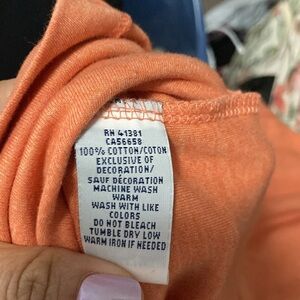 RN 41381
CA56658
100% COTTON/COTON
EXCLUSIVE OF
DECORATION/
SAUF DÉCORATION
MACHINE WASH
WARM
WASH WITH LIKE
COLORS
DO NOT BLEACH
TUMBLE DRY LOW
WARM IRON IF NEEDED